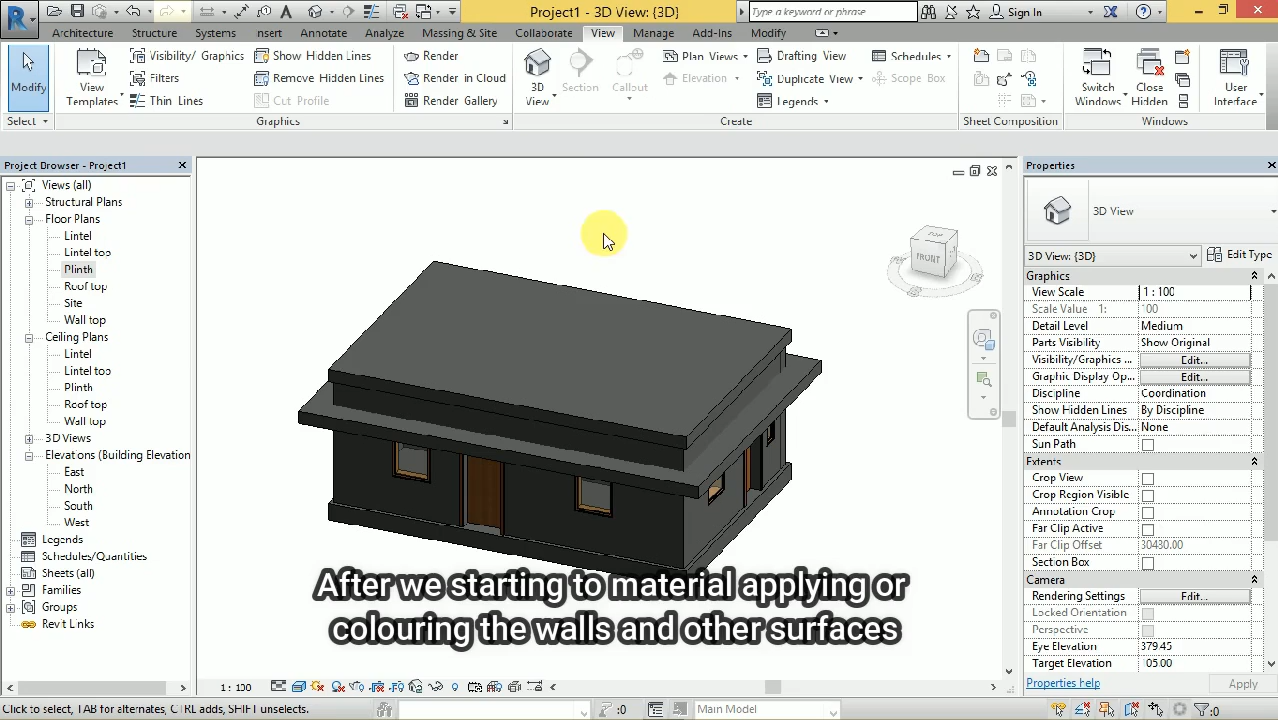 Project1 - 3D View: {3D}
Type a keyword or phrase
Sign In
Architecture Structure Systems Insert Annotate Analyze Massing & Site Collaborate View Manage Add-Ins Modify
Modify
View
Templates
Visibility/ Graphics
Filters
Thin Lines
Show Hidden Lines
Remove Hidden Lines
Cut Profile
Render
Render in Cloud
Render Gallery
3D
View
Section
Callout
Plan Views
Elevation
Drafting View
Duplicate View
Legends
Schedules
Scope Box
Switch
Windows
Close
Hidden
User
Interface
Select
Graphics
Create
Sheet Composition
Windows
Project Browser - Project1
Views (all)
Structural Plans
Floor Plans
Lintel
Lintel top
Plinth
Roof top
Site
Wall top
Ceiling Plans
Lintel
Lintel top
Plinth
Roof top
Wall top
3D Views
Elevations (Building Elevation
East
North
South
West
Legends
Schedules/Quantities
Sheets (all)
Families
Groups
Revit Links
TOP
FRONT
After we starting to material applying or
colouring the walls and other surfaces
Properties
3D View
3D View: {3D}
Edit Type
Graphics
View Scale 1 : 100
Scale Value 1: 00
Detail Level Medium
Parts Visibility Show Original
Visibility/Graphics ... Edit...
Graphic Display Op... Edit...
Discipline Coordination
Show Hidden Lines By Discipline
Default Analysis Dis... None
Sun Path
Extents
Crop View
Crop Region Visible
Annotation Crop
Far Clip Active
Far Clip Offset 30430.00
Section Box
Camera
Rendering Settings Edit...
Locked Orientation
Perspective
Eye Elevation 379.45
Target Elevation 05.00
Properties help
Apply
1 : 100
Click to select, TAB for alternates, CTRL adds, SHIFT unselects.
:0
Main Model
:0